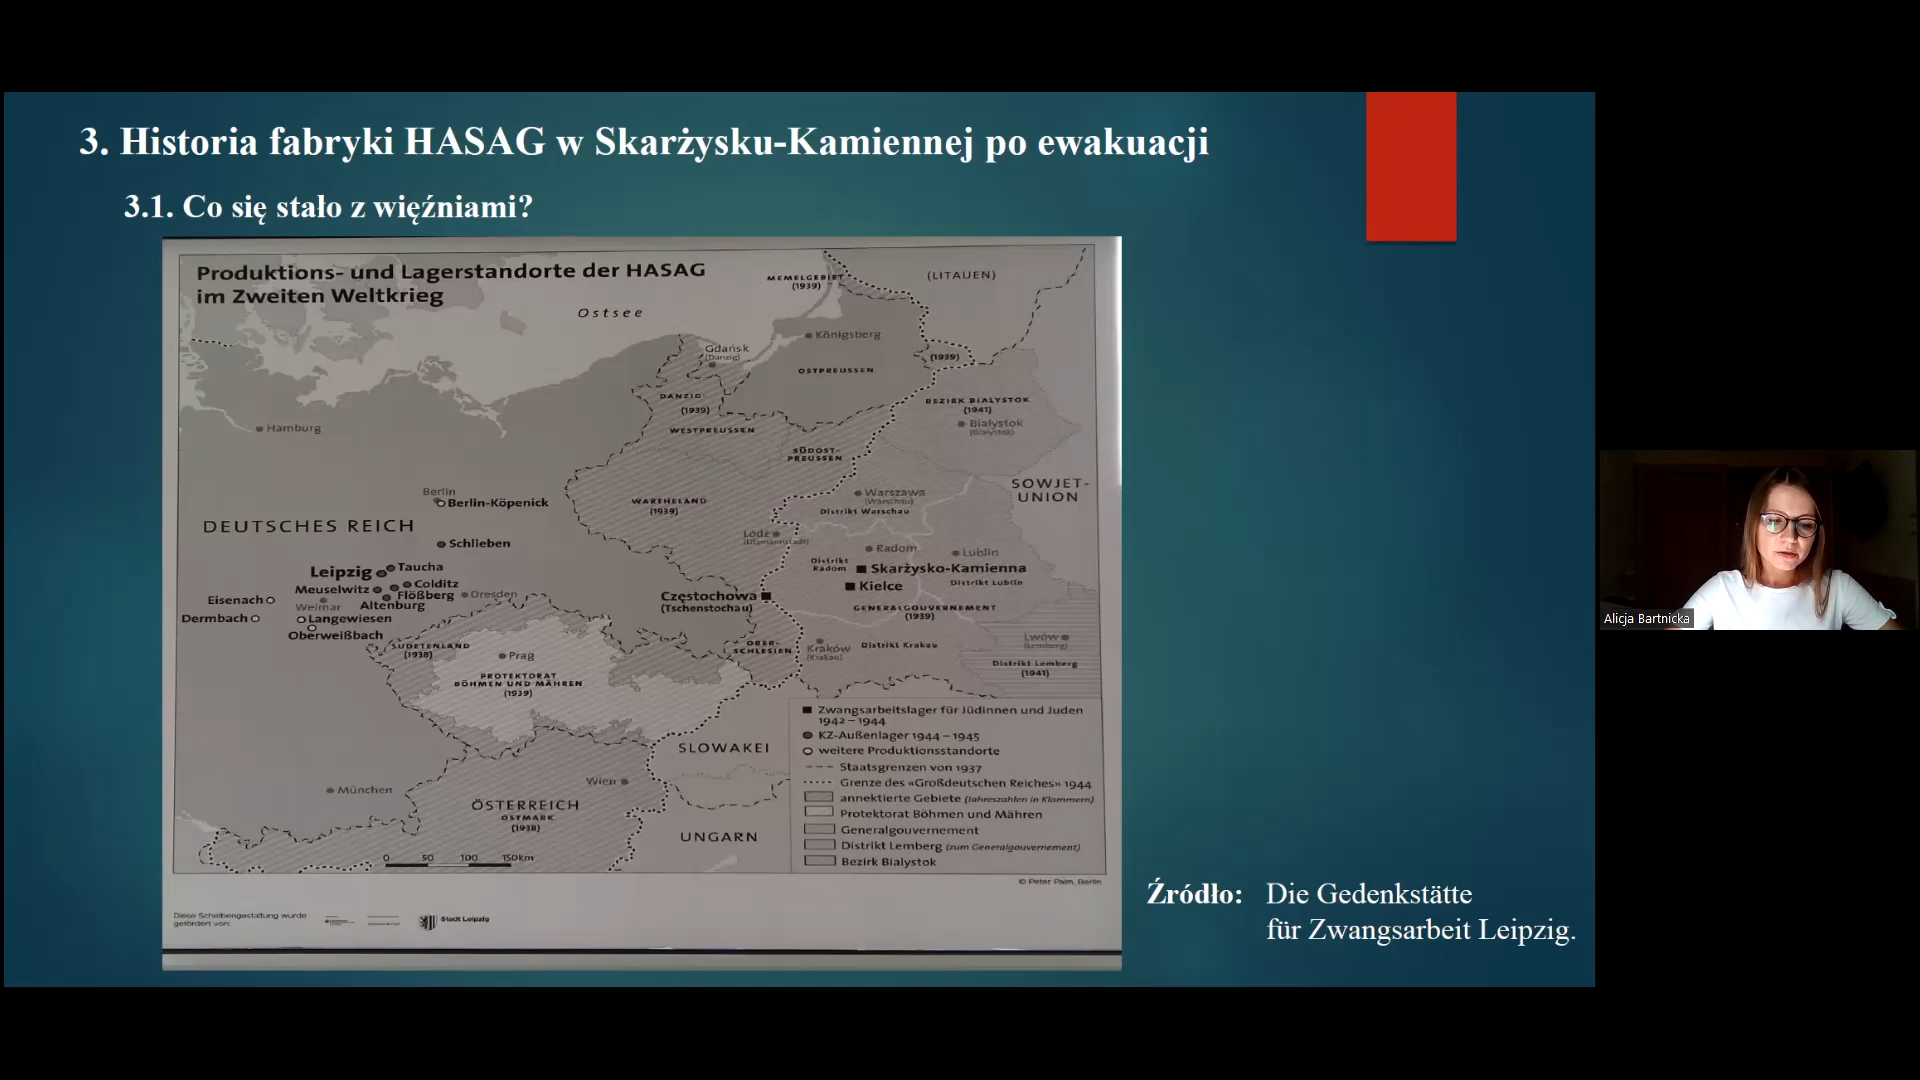 3. Historia fabryki HASAG w Skarżysku-Kamiennej po ewakuacji
3.1. Co się stało z więźniami?
Produktions- und Lagerstandorte der HASAG
im Zweiten Weltkrieg
Ostsee
MEMELGEBIET
(1939)
(LITAUEN)
Königsberg
Gdańsk
(Danzig)
(1939)
OSTPREUSSEN
DANZIG-
(1939)
WESTPREUSSEN
BEZIRK BIALYSTOK
(1941)
Białystok
(Bialystok)
Hamburg
SÜDOST-
PREUSSEN
SOWJET-
UNION
Berlin
Berlin-Köpenick
WARTHELAND
(1939)
Warszawa
(Warschau)
Distrikt Warschau
DEUTSCHES REICH
Łódź
(Litzmannstadt)
Schlieben
Radom
Lublin
Distrikt
Radom
Skarżysko-Kamienna
Distrikt Lublin
Leipzig
Taucha
Meuselwitz
Colditz
Flößberg
Altenburg
Dresden
Kielce
Eisenach
Weimar
Częstochowa
(Tschenstochau)
GENERALGOUVERNEMENT
(1939)
Dermbach
Langewiesen
Oberweißbach
SUDETENLAND
(1938)
OBER-
SCHLESIEN
Kraków
(Krakau)
Distrikt Krakau
Lwów
(Lemberg)
Distrikt Lemberg
(1941)
Prag
PROTEKTORAT
BÖHMEN UND MÄHREN
(1939)
SLOWAKEI
München
Wien
ÖSTERREICH
OSTMARK
(1938)
UNGARN
0 50 100 150km
Zwangsarbeitslager für Jüdinnen und Juden
1942 – 1944
KZ-Außenlager 1944 – 1945
weitere Produktionsstandorte
Staatsgrenzen von 1937
Grenze des «Großdeutschen Reiches» 1944
annektierte Gebiete (Jahreszahlen in Klammern)
Protektorat Böhmen und Mähren
Generalgouvernement
Distrikt Lemberg (zum Generalgouvernement)
Bezirk Bialystok
© Peter Palm, Berlin
Diese Scheibengestaltung wurde
gefördert von:
Stadt Leipzig
Źródło: Die Gedenkstätte
für Zwangsarbeit Leipzig.
Alicja Bartnicka